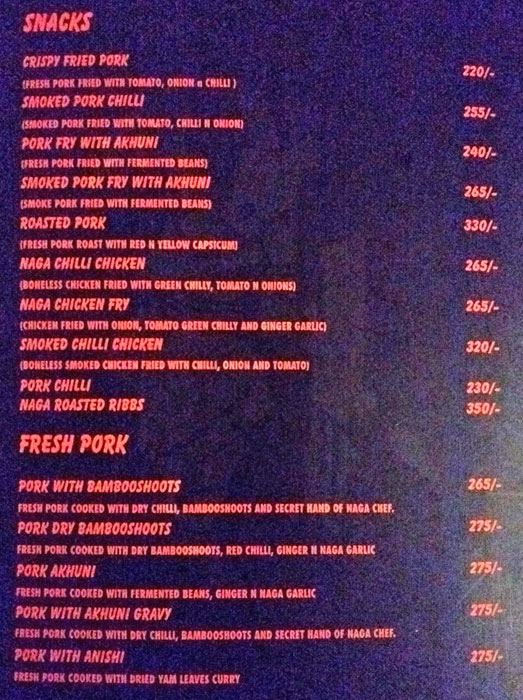 SNACKS
CRISPY FRIED PORK 220/-
(FRESH PORK FRIED WITH TOMATO, ONION n CHILLI )
SMOKED PORK CHILLI 255/-
(SMOKED PORK FRIED WITH TOMATO, CHILLI N ONION)
PORK FRY WITH AKHUNI 240/-
(FRESH PORK FRIED WITH FERMENTED BEANS)
SMOKED PORK FRY WITH AKHUNI 265/-
(SMOKE PORK FRIED WITH FERMENTED BEANS)
ROASTED PORK 330/-
(FRESH PORK ROAST WITH RED N YELLOW CAPSICUM)
NAGA CHILLI CHICKEN 265/-
(BONELESS CHICKEN FRIED WITH GREEN CHILLY, TOMATO N ONIONS)
NAGA CHICKEN FRY 265/-
(CHICKEN FRIED WITH ONION, TOMATO GREEN CHILLY AND GINGER GARLIC)
SMOKED CHILLI CHICKEN 320/-
(BONELESS SMOKED CHICKEN FRIED WITH CHILLI, ONION AND TOMATO)
PORK CHILLI 230/-
NAGA ROASTED RIBBS 350/-
FRESH PORK
PORK WITH BAMBOOSHOOTS 265/-
FRESH PORK COOKED WITH DRY CHILLI, BAMBOOSHOOTS AND SECRET HAND OF NAGA CHEF.
PORK DRY BAMBOOSHOOTS 275/-
FRESH PORK COOKED WITH DRY BAMBOOSHOOTS, RED CHILLI, GINGER N NAGA GARLIC
PORK AKHUNI 275/-
FRESH PORK COOKED WITH FERMENTED BEANS, GINGER N NAGA GARLIC
PORK WITH AKHUNI GRAVY 275/-
FRESH PORK COOKED WITH DRY CHILLI, BAMBOOSHOOTS AND SECRET HAND OF NAGA CHEF.
PORK WITH ANISHI 275/-
FRESH PORK COOKED WITH DRIED YAM LEAVES CURRY